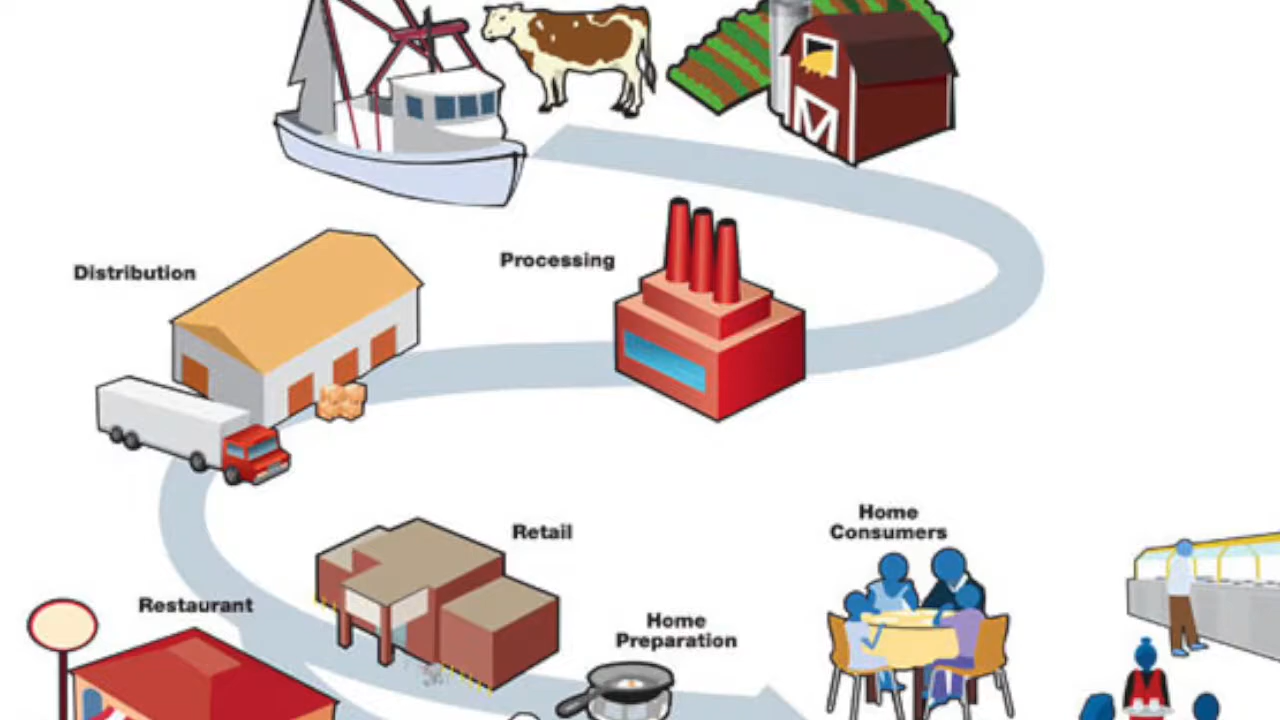 Processing
Distribution
Home
Consumers
Retail
Restaurant
Home
Preparation